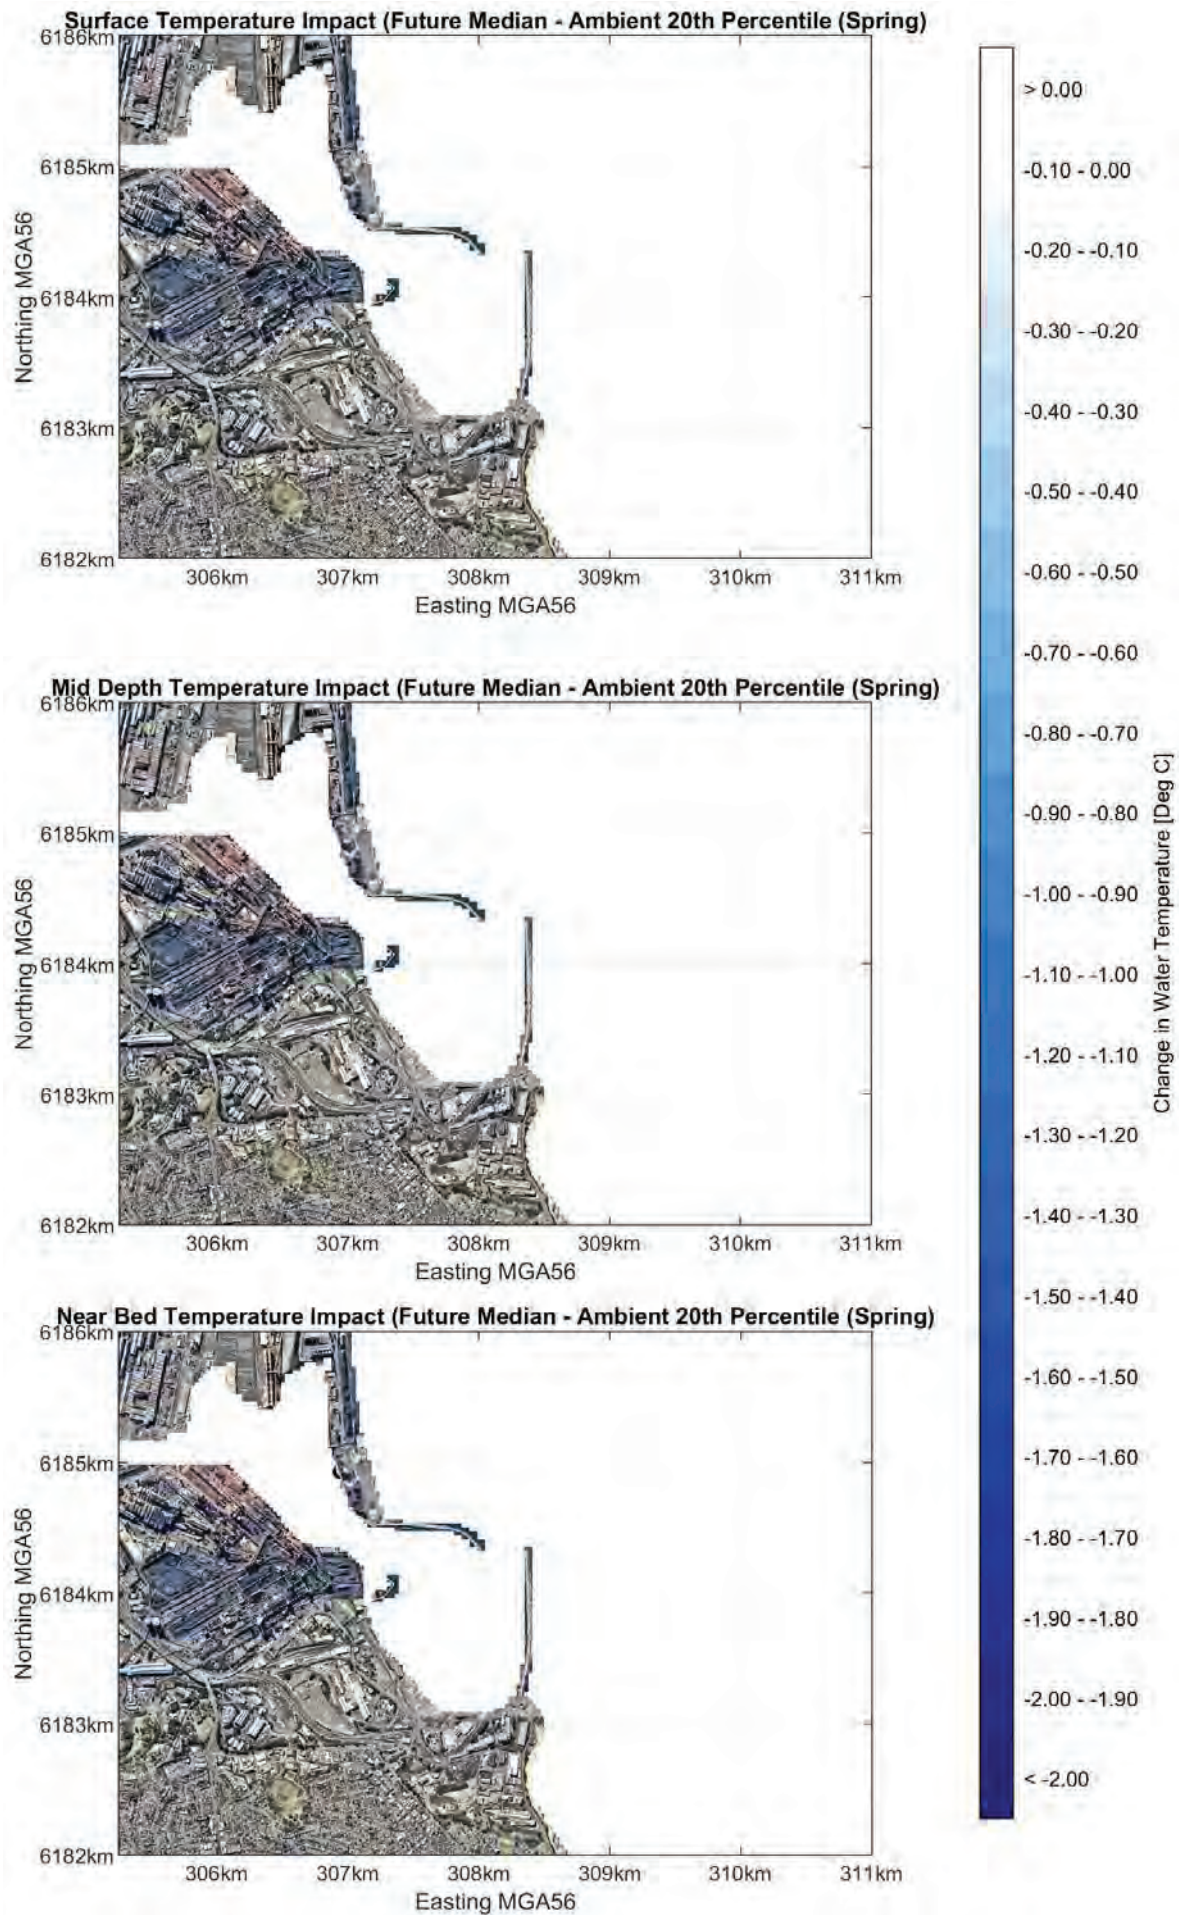 Surface Temperature Impact (Future Median - Ambient 20th Percentile (Spring)
6186km
6185km
6184km
6183km
6182km
Northing MGA56
306km 307km 308km 309km 310km 311km
Easting MGA56
Mid Depth Temperature Impact (Future Median - Ambient 20th Percentile (Spring)
6186km
6185km
6184km
6183km
6182km
Northing MGA56
306km 307km 308km 309km 310km 311km
Easting MGA56
Near Bed Temperature Impact (Future Median - Ambient 20th Percentile (Spring)
6186km
6185km
6184km
6183km
6182km
Northing MGA56
306km 307km 308km 309km 310km 311km
Easting MGA56
> 0.00
-0.10 - 0.00
-0.20 - -0.10
-0.30 - -0.20
-0.40 - -0.30
-0.50 - -0.40
-0.60 - -0.50
-0.70 - -0.60
-0.80 - -0.70
-0.90 - -0.80
-1.00 - -0.90
-1.10 - -1.00
-1.20 - -1.10
-1.30 - -1.20
-1.40 - -1.30
-1.50 - -1.40
-1.60 - -1.50
-1.70 - -1.60
-1.80 - -1.70
-1.90 - -1.80
-2.00 - -1.90
< -2.00
Change in Water Temperature [Deg C]